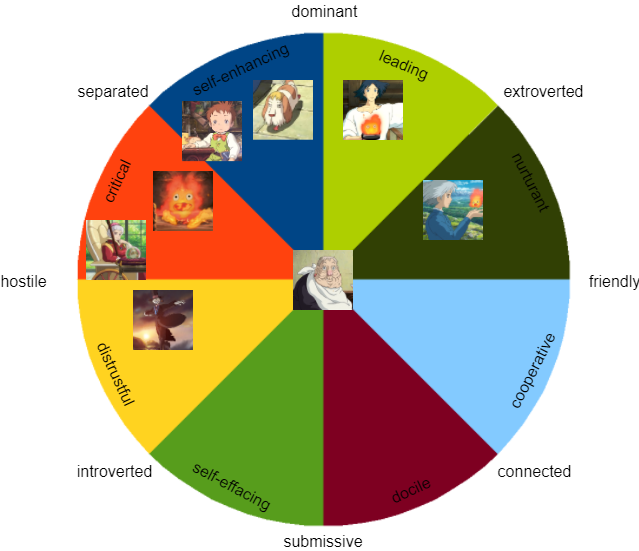 dominant
self-enhancing
leading
separated
extroverted
critical
nurturant
hostile
friendly
distrustful
cooperative
introverted
self-effacing
docile
connected
submissive